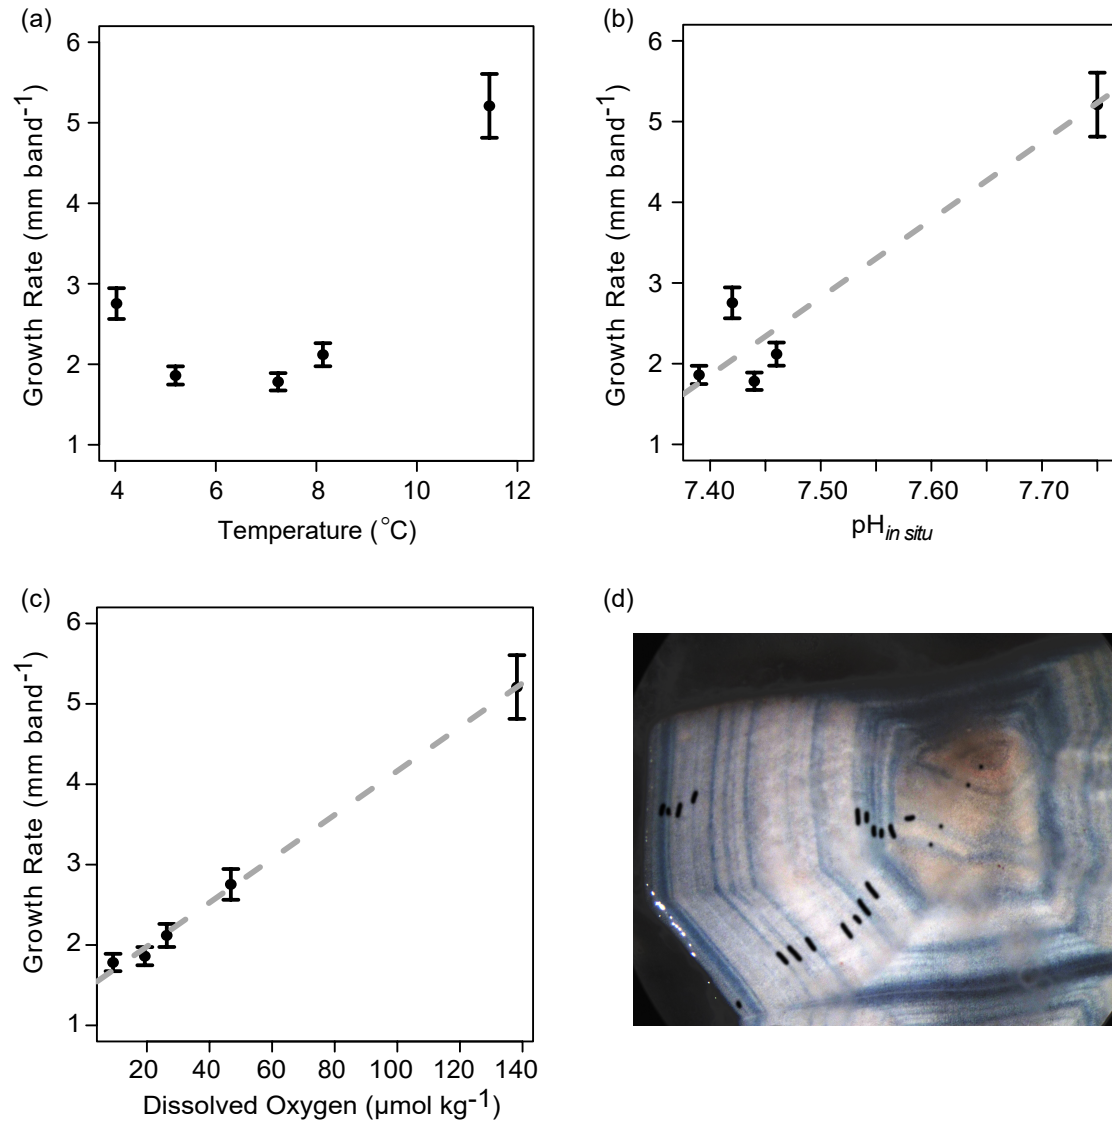 (a)
6
5
4
3
2
1
Growth Rate (mm band-1)
4 6 8 10 12
Temperature (°C)
(b)
6
5
4
3
2
1
Growth Rate (mm band-1)
7.40 7.50 7.60 7.70
pHin situ
(c)
6
5
4
3
2
1
Growth Rate (mm band-1)
20 40 60 80 100 120 140
Dissolved Oxygen (µmol kg-1)
(d)